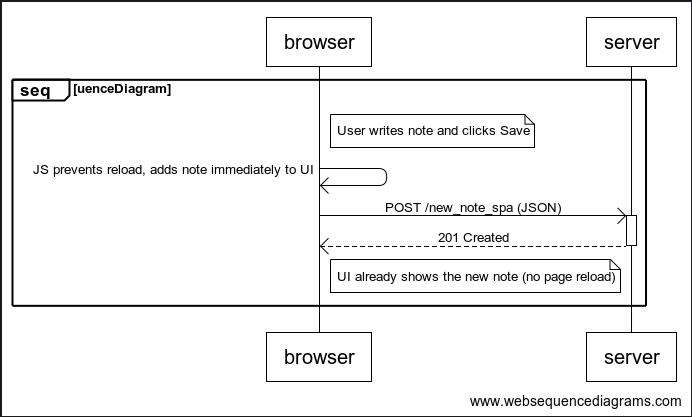 browser
server
seq [uenceDiagram]
User writes note and clicks Save
JS prevents reload, adds note immediately to UI
POST /new_note_spa (JSON)
201 Created
UI already shows the new note (no page reload)
browser
server
www.websequencediagrams.com